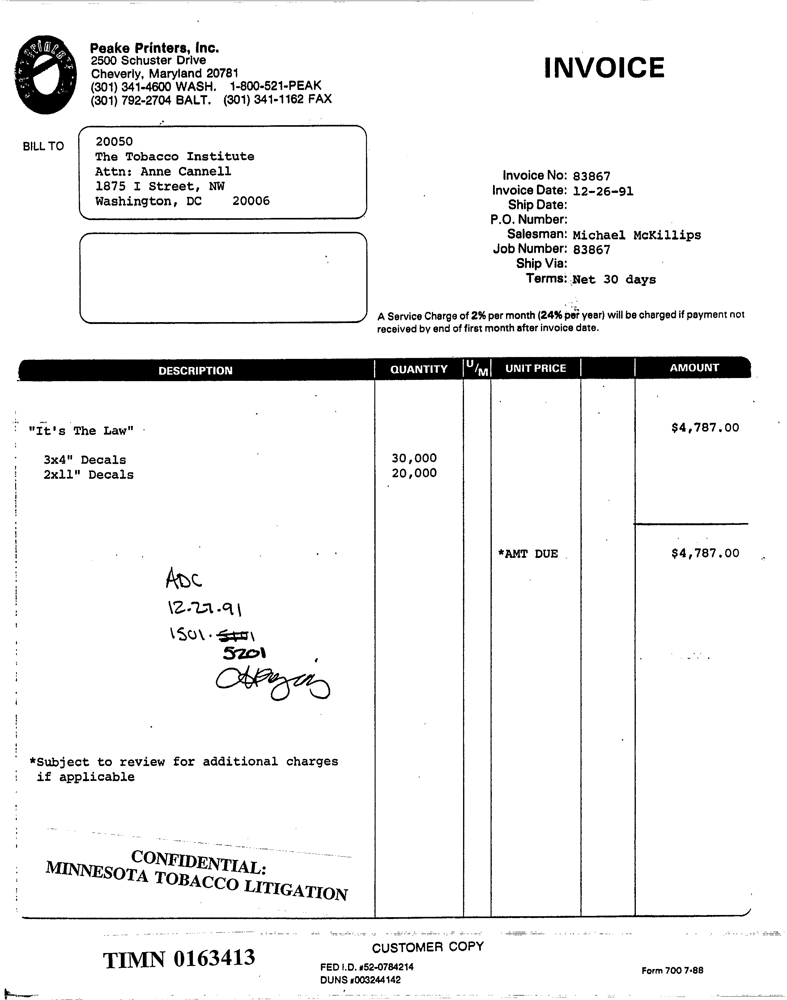 Peake Printers, Inc.
2500 Schuster Drive
Cheverly, Maryland 20781
(301) 341-4600 WASH. 1-800-521-PEAK
(301) 792-2704 BALT. (301) 341-1162 FAX
INVOICE
BILL TO
20050
The Tobacco Institute
Attn: Anne Cannell
1875 I Street, NW
Washington, DC 20006
Invoice No: 83867
Invoice Date: 12-26-91
Ship Date:
P.O. Number:
Salesman: Michael McKillips
Job Number: 83867
Ship Via:
Terms: Net 30 days
A Service Charge of 2% per month (24% per year) will be charged if payment not
received by end of first month after invoice date.
DESCRIPTION QUANTITY U/M UNIT PRICE AMOUNT
"It's The Law" $4,787.00
3x4" Decals 30,000
2x11" Decals 20,000
*AMT DUE $4,787.00
ADC
12-27-91
1501.
5201
*Subject to review for additional charges
if applicable
CONFIDENTIAL:
MINNESOTA TOBACCO LITIGATION
CUSTOMER COPY
TIMN 0163413
FED I.D. #52-0784214
DUNS #003244142
Form 700 7-88